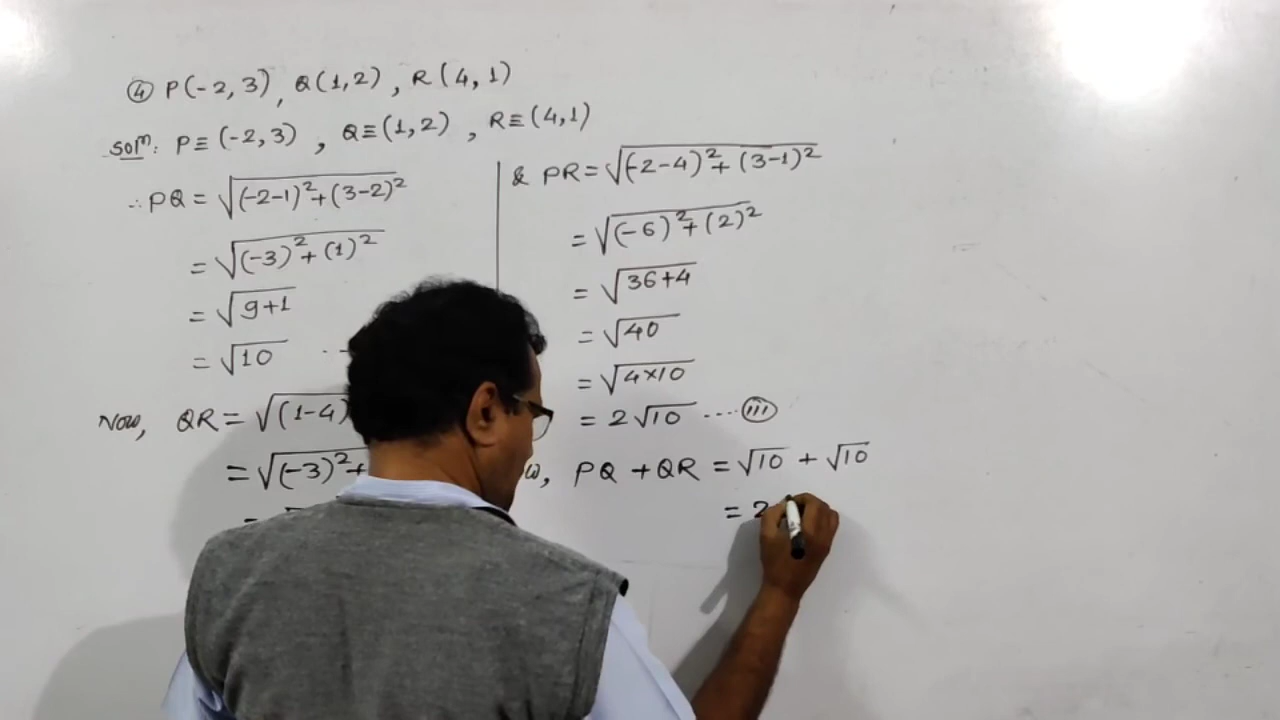 ④ P(-2,3), Q(1,2), R(4,1)
Solⁿ: P≡(-2,3), Q≡(1,2), R≡(4,1)
∴PQ = √((-2-1)²+(3-2)²)
= √((-3)²+(1)²)
= √(9+1)
= √10
Now, QR = √((1-4)
= √((-3)²+
=
& PR = √((-2-4)²+(3-1)²)
= √((-6)²+(2)²)
= √(36+4)
= √40
= √(4×10)
= 2√10 ----(iii)
PQ + QR = √10 + √10
= 2